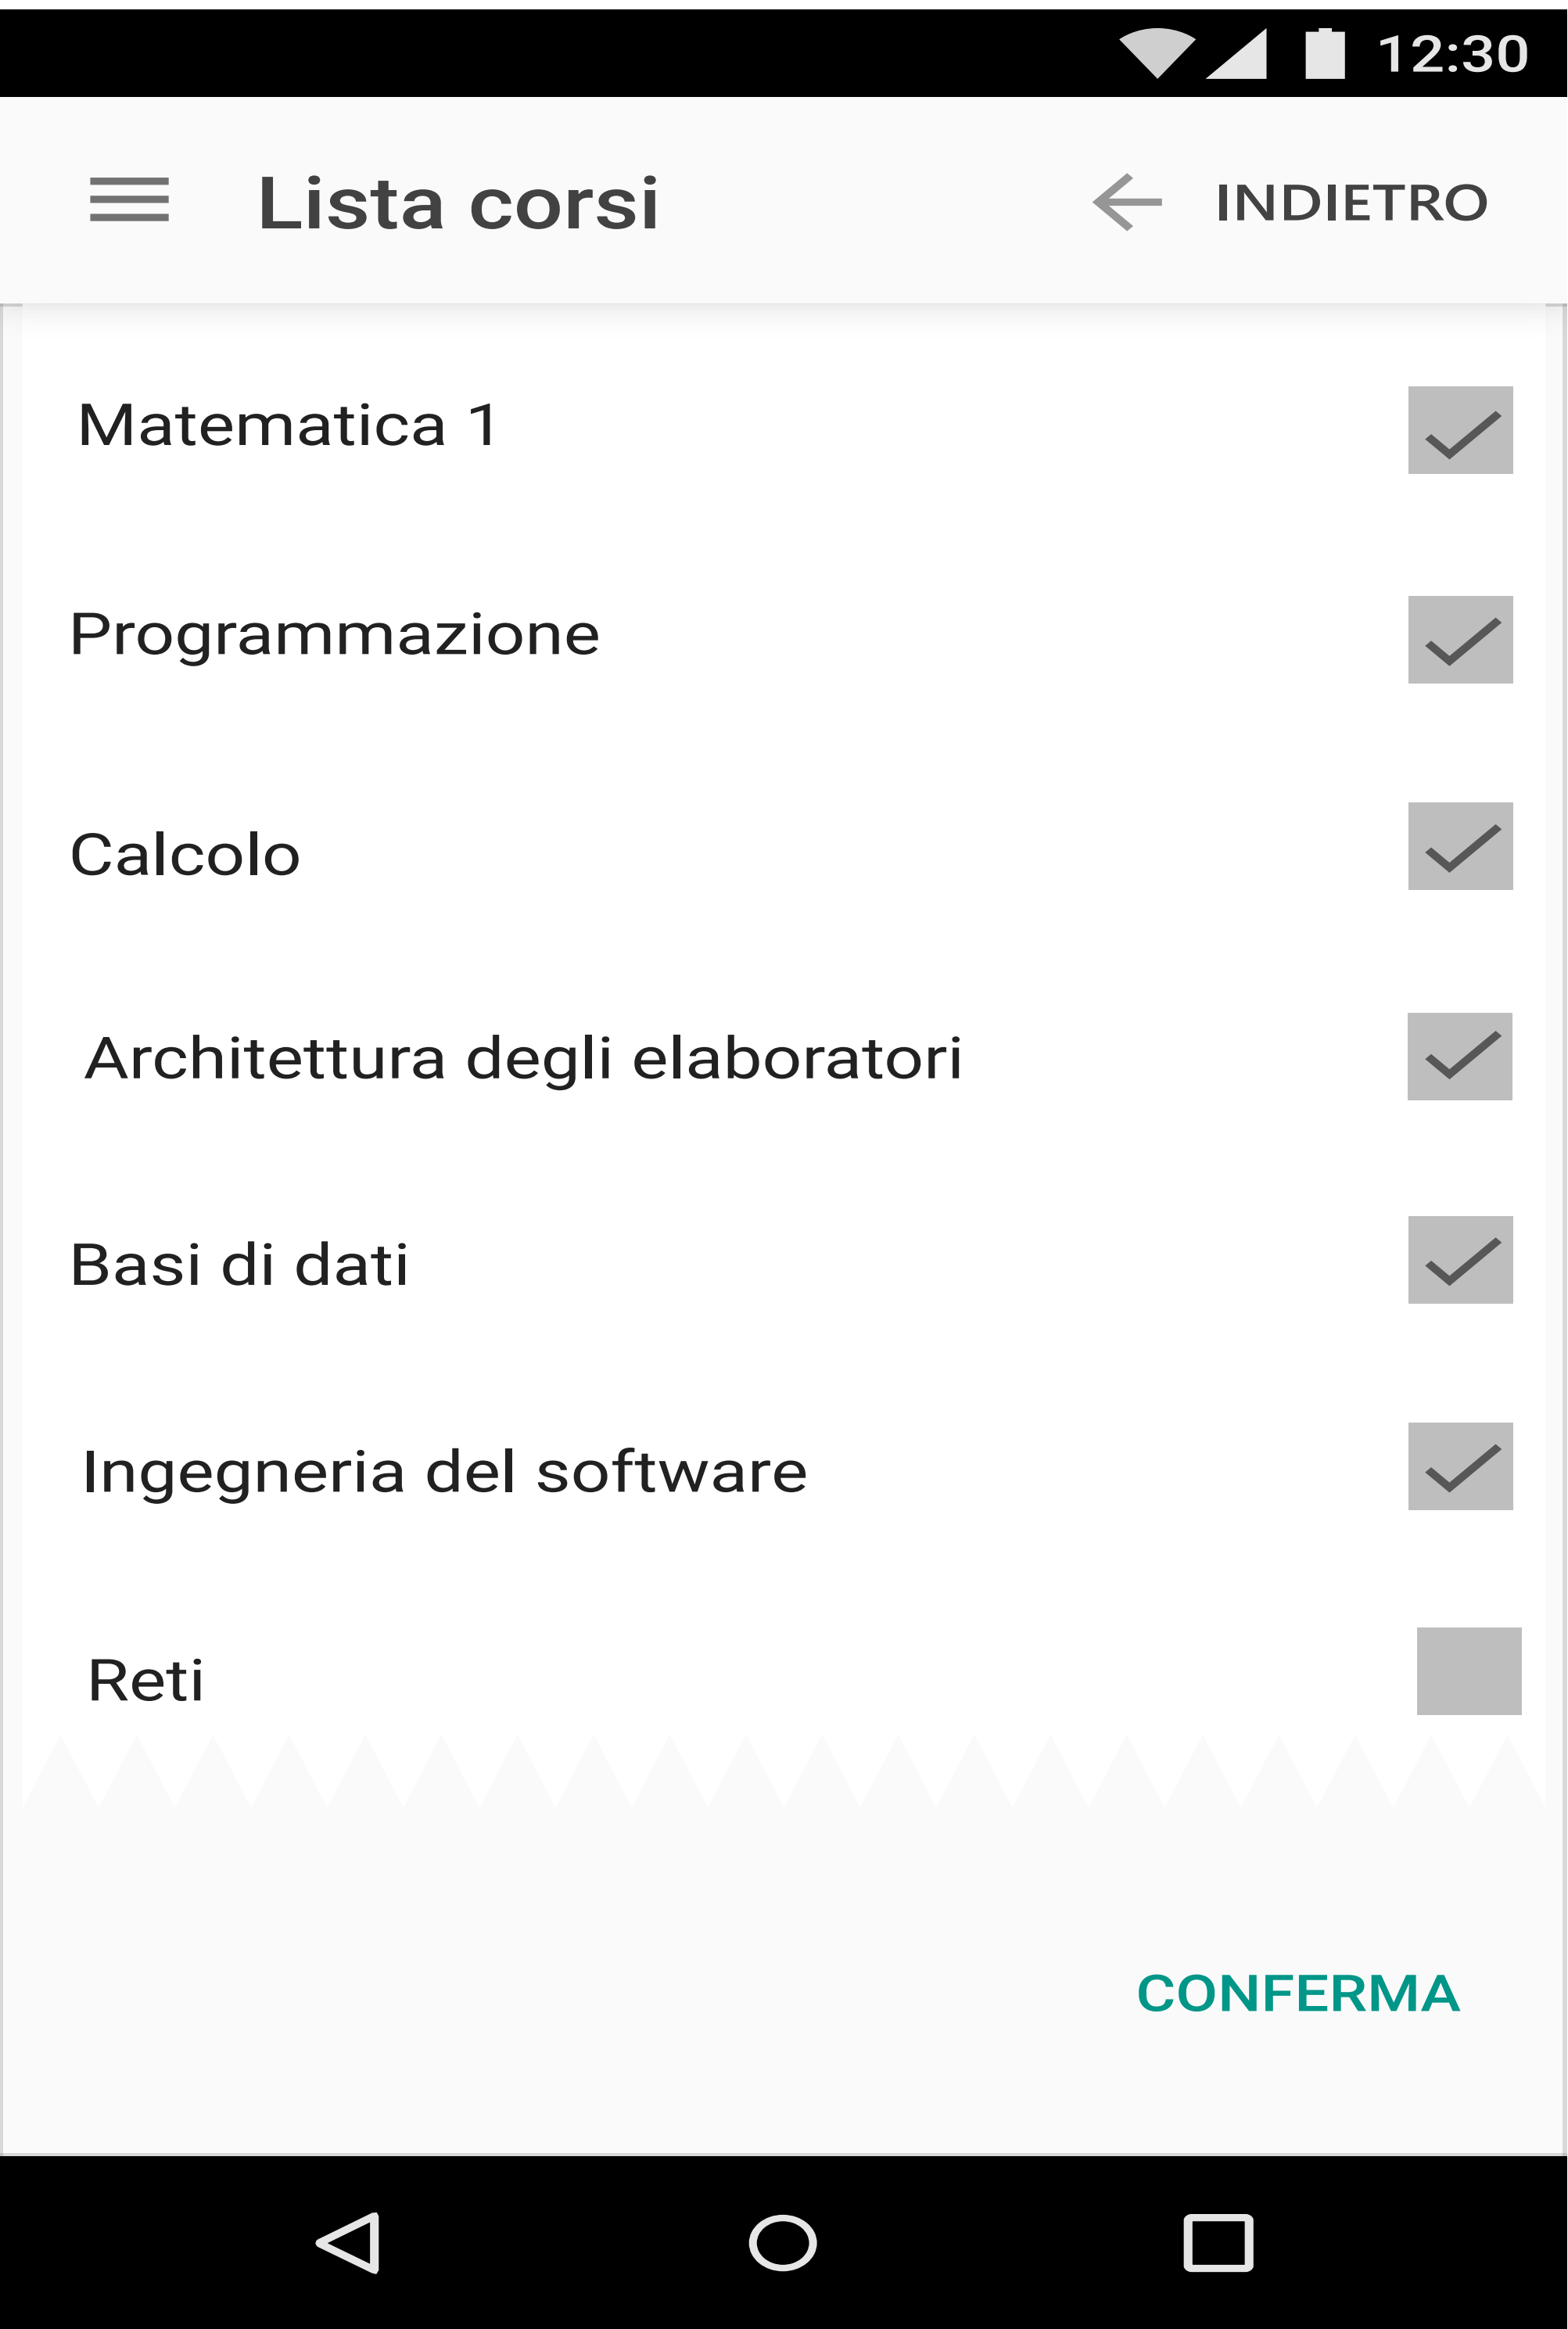 12:30
Lista corsi
INDIETRO
Matematica 1
Programmazione
Calcolo
Architettura degli elaboratori
Basi di dati
Ingegneria del software
Reti
CONFERMA